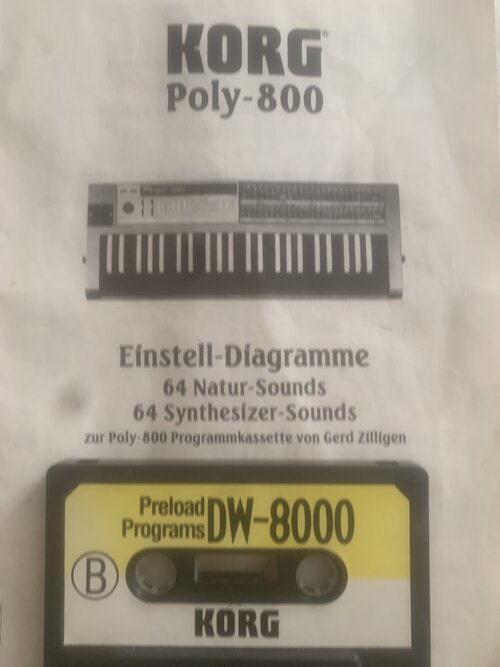 KORG
Poly-800
Einstell-Diagramme
64 Natur-Sounds
64 Synthesizer-Sounds
zur Poly-800 Programmkassette von Gerd Zilligen
Preload
Programs DW-8000
B
KORG